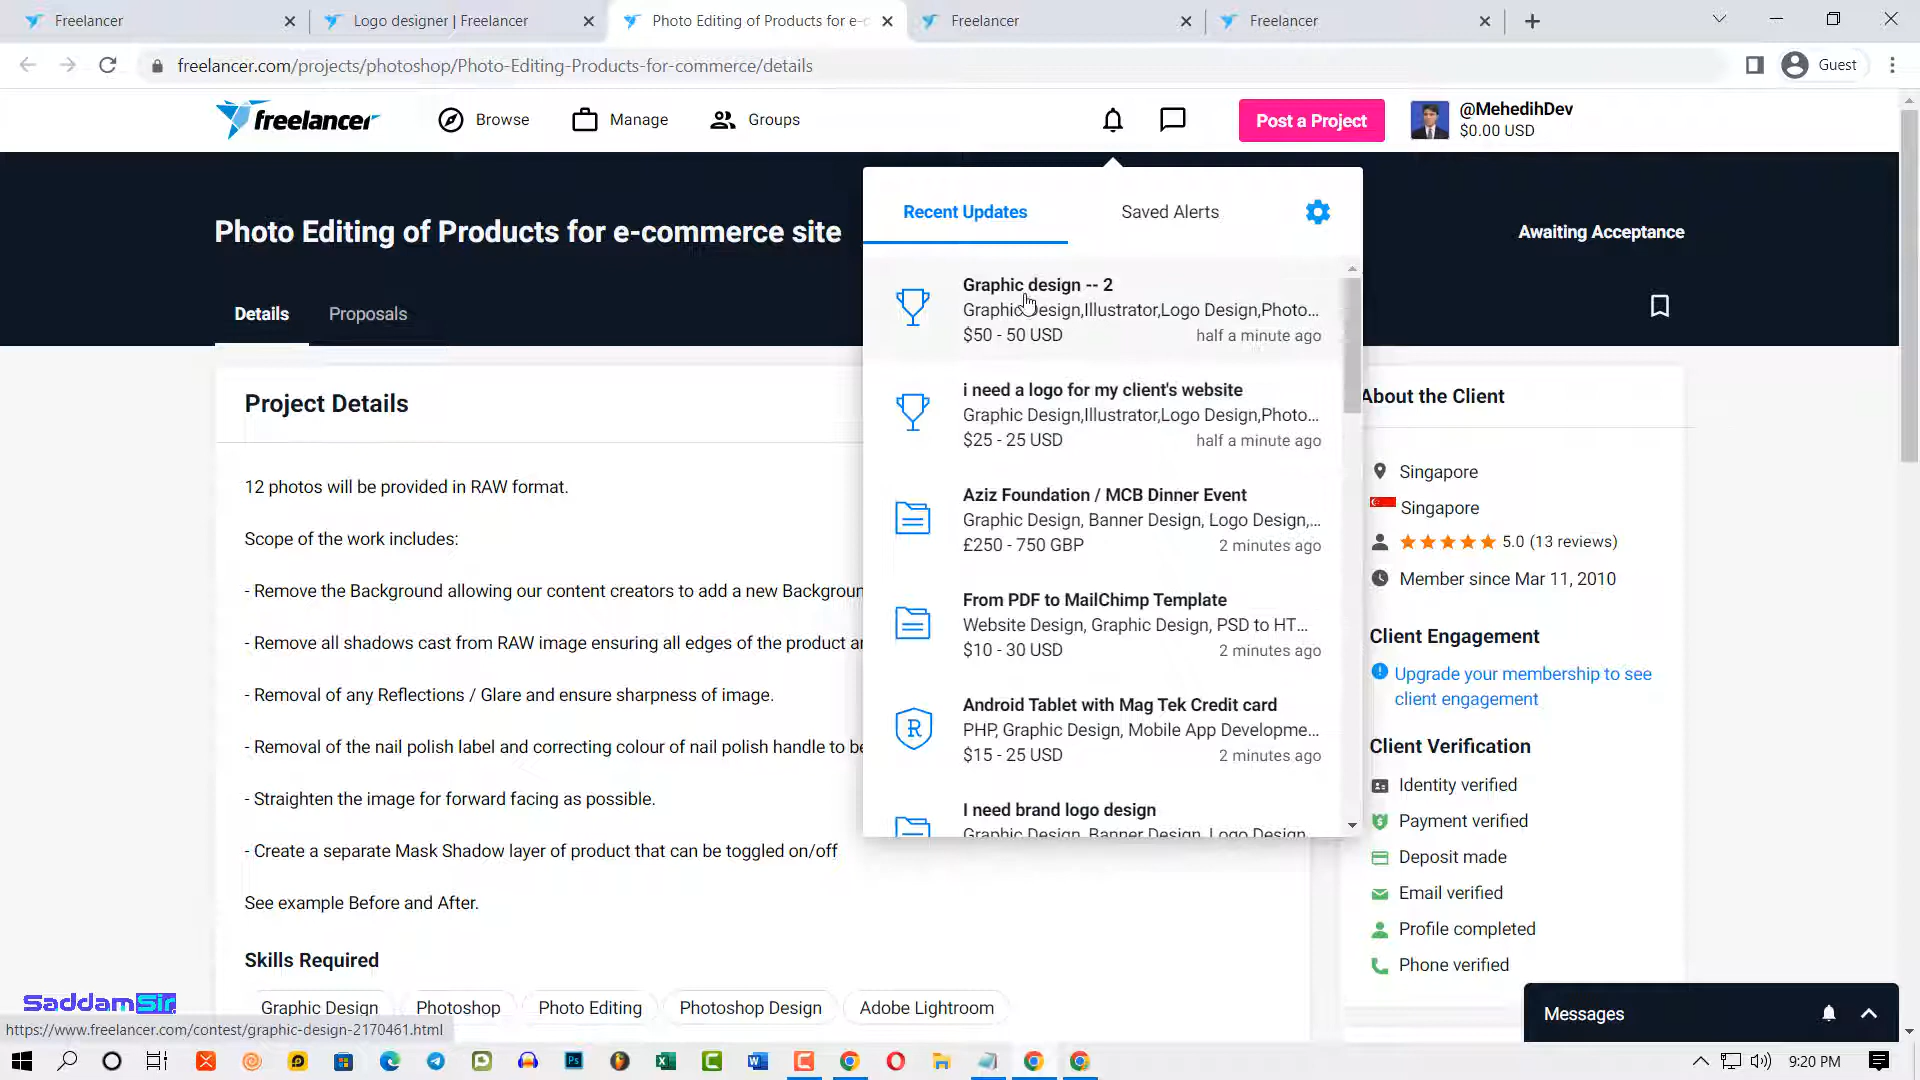 Freelancer
Logo designer | Freelancer
Photo Editing of Products for e-c
Freelancer
Freelancer
freelancer.com/projects/photoshop/Photo-Editing-Products-for-commerce/details
Guest
freelancer
Browse
Manage
Groups
Post a Project
@MehedihDev
$0.00 USD
Photo Editing of Products for e-commerce site
Awaiting Acceptance
Details
Proposals
Recent Updates
Saved Alerts
Graphic design -- 2
Graphic Design,Illustrator,Logo Design,Photo...
$50 - 50 USD
half a minute ago
i need a logo for my client's website
Graphic Design,Illustrator,Logo Design,Photo...
$25 - 25 USD
half a minute ago
Aziz Foundation / MCB Dinner Event
Graphic Design, Banner Design, Logo Design,...
£250 - 750 GBP
2 minutes ago
From PDF to MailChimp Template
Website Design, Graphic Design, PSD to HT...
$10 - 30 USD
2 minutes ago
Android Tablet with Mag Tek Credit card
PHP, Graphic Design, Mobile App Developme...
$15 - 25 USD
2 minutes ago
I need brand logo design
Graphic Design, Banner Design, Logo Design
Project Details
12 photos will be provided in RAW format.
Scope of the work includes:
- Remove the Background allowing our content creators to add a new Backgroun
- Remove all shadows cast from RAW image ensuring all edges of the product ar
- Removal of any Reflections / Glare and ensure sharpness of image.
- Removal of the nail polish label and correcting colour of nail polish handle to be
- Straighten the image for forward facing as possible.
- Create a separate Mask Shadow layer of product that can be toggled on/off
See example Before and After.
Skills Required
Graphic Design
Photoshop
Photo Editing
Photoshop Design
Adobe Lightroom
About the Client
Singapore
Singapore
5.0 (13 reviews)
Member since Mar 11, 2010
Client Engagement
Upgrade your membership to see
client engagement
Client Verification
Identity verified
Payment verified
Deposit made
Email verified
Profile completed
Phone verified
Messages
SaddamSir
https://www.freelancer.com/contest/graphic-design-2170461.html
9:20 PM